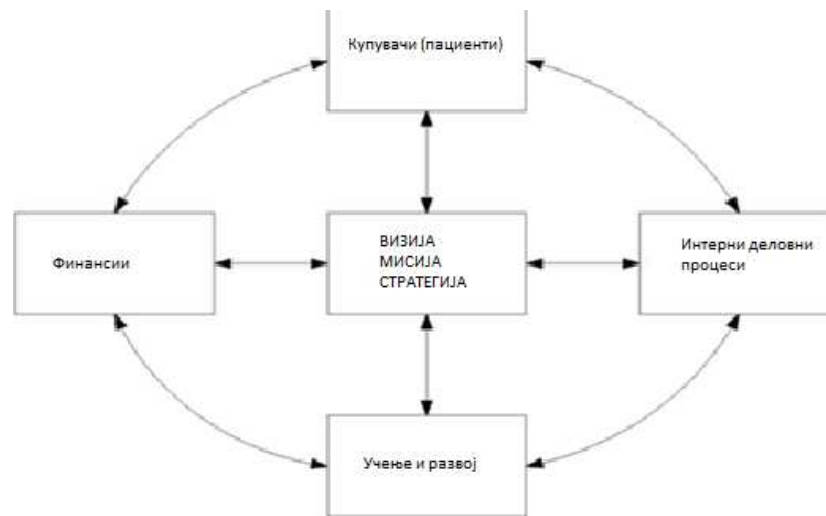 Купувачи (пациенти)
Финансии
ВИЗИЈА
МИСИЈА
СТРАТЕГИЈА
Интерни деловни
процеси
Учење и развој